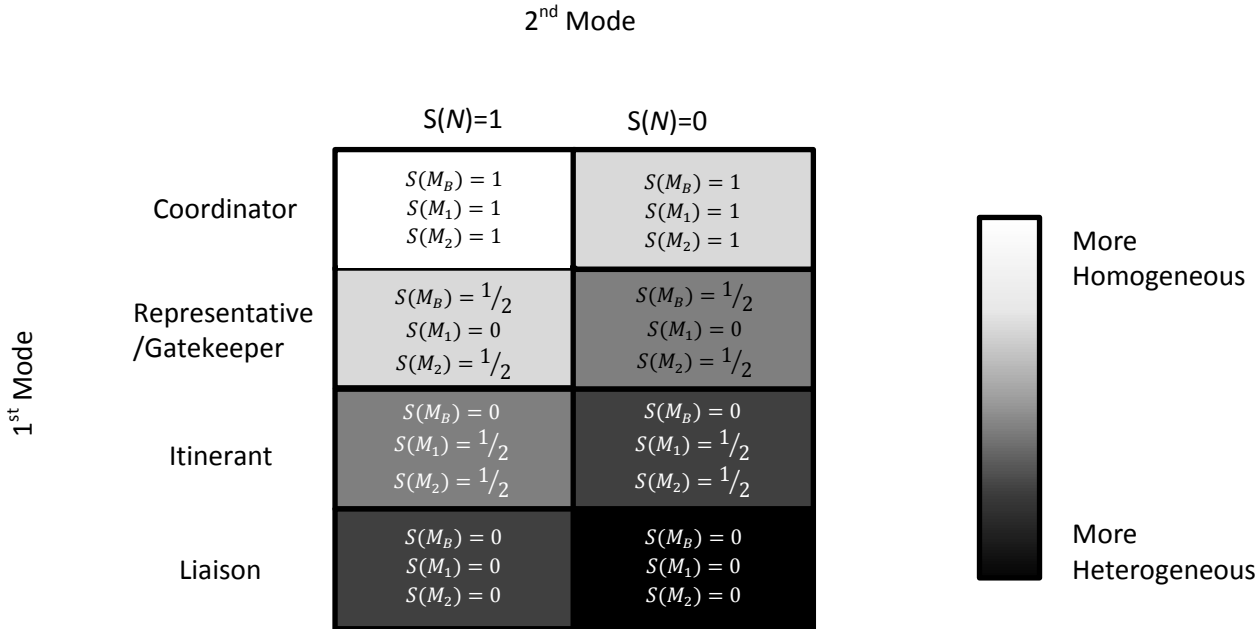 2nd Mode
S(N)=1 S(N)=0
Coordinator
S(M_B) = 1
S(M_1) = 1
S(M_2) = 1
S(M_B) = 1
S(M_1) = 1
S(M_2) = 1
Representative
/Gatekeeper
S(M_B) = 1/2
S(M_1) = 0
S(M_2) = 1/2
S(M_B) = 1/2
S(M_1) = 0
S(M_2) = 1/2
Itinerant
S(M_B) = 0
S(M_1) = 1/2
S(M_2) = 1/2
S(M_B) = 0
S(M_1) = 1/2
S(M_2) = 1/2
Liaison
S(M_B) = 0
S(M_1) = 0
S(M_2) = 0
S(M_B) = 0
S(M_1) = 0
S(M_2) = 0
1st Mode
More
Homogeneous
More
Heterogeneous